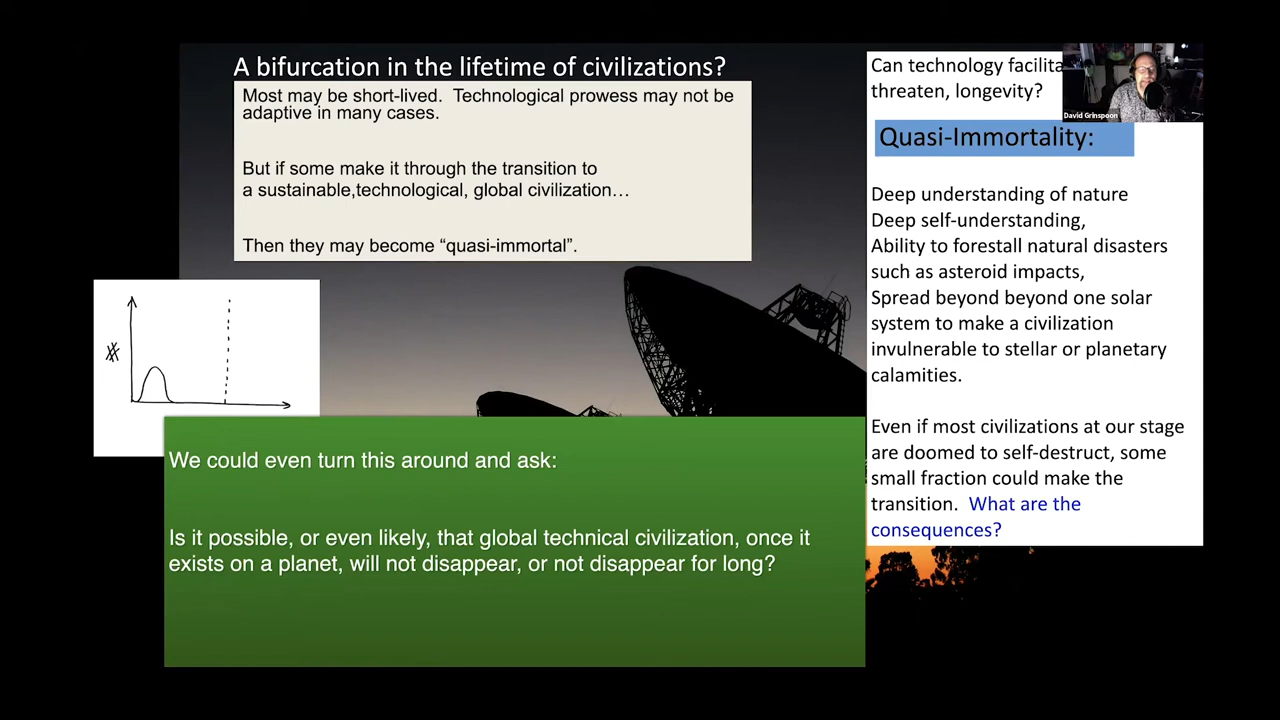 A bifurcation in the lifetime of civilizations?
Most may be short-lived. Technological prowess may not be
adaptive in many cases.
But if some make it through the transition to
a sustainable,technological, global civilization…
Then they may become “quasi-immortal”.
We could even turn this around and ask:
Is it possible, or even likely, that global technical civilization, once it
exists on a planet, will not disappear, or not disappear for long?
Can technology facilita
threaten, longevity?
David Grinspoon
Quasi-Immortality:
Deep understanding of nature
Deep self-understanding,
Ability to forestall natural disasters
such as asteroid impacts,
Spread beyond beyond one solar
system to make a civilization
invulnerable to stellar or planetary
calamities.
Even if most civilizations at our stage
are doomed to self-destruct, some
small fraction could make the
transition. What are the
consequences?